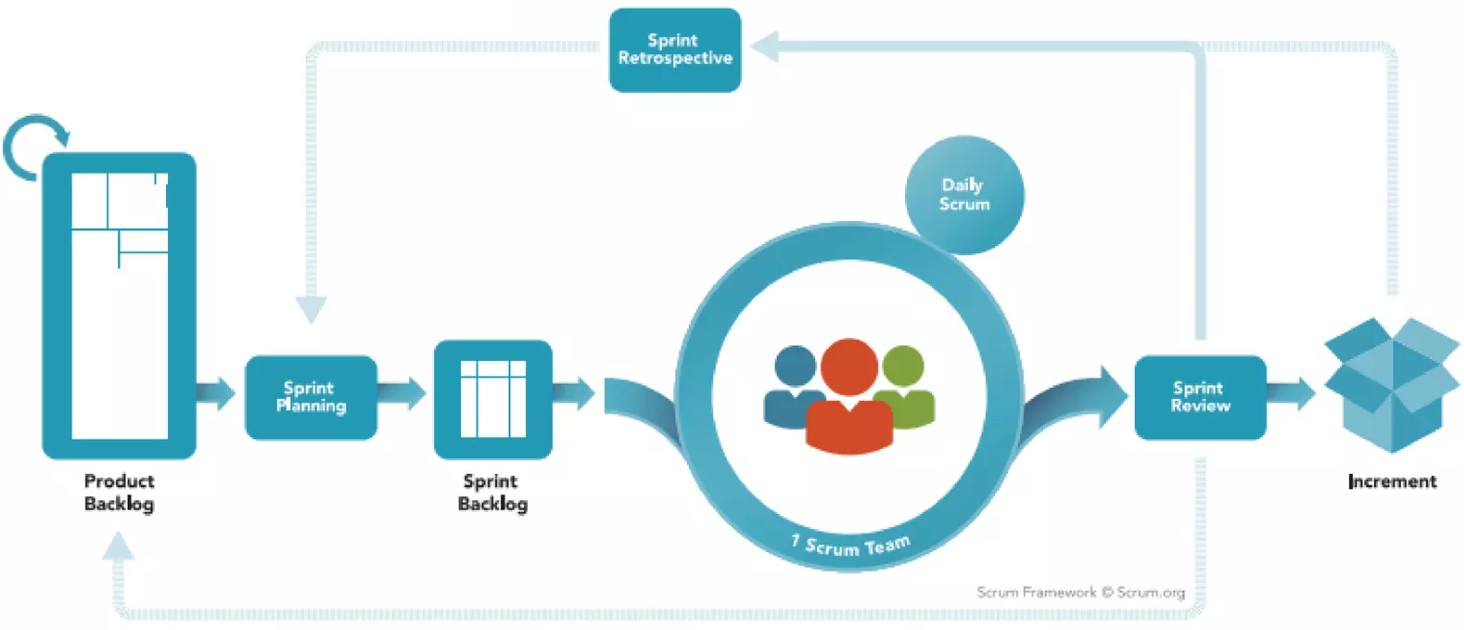 Sprint
Retrospective
Daily
Scrum
Sprint
Planning
Sprint
Review
Product
Backlog
Sprint
Backlog
Increment
1 Scrum Team
Scrum Framework © Scrum.org